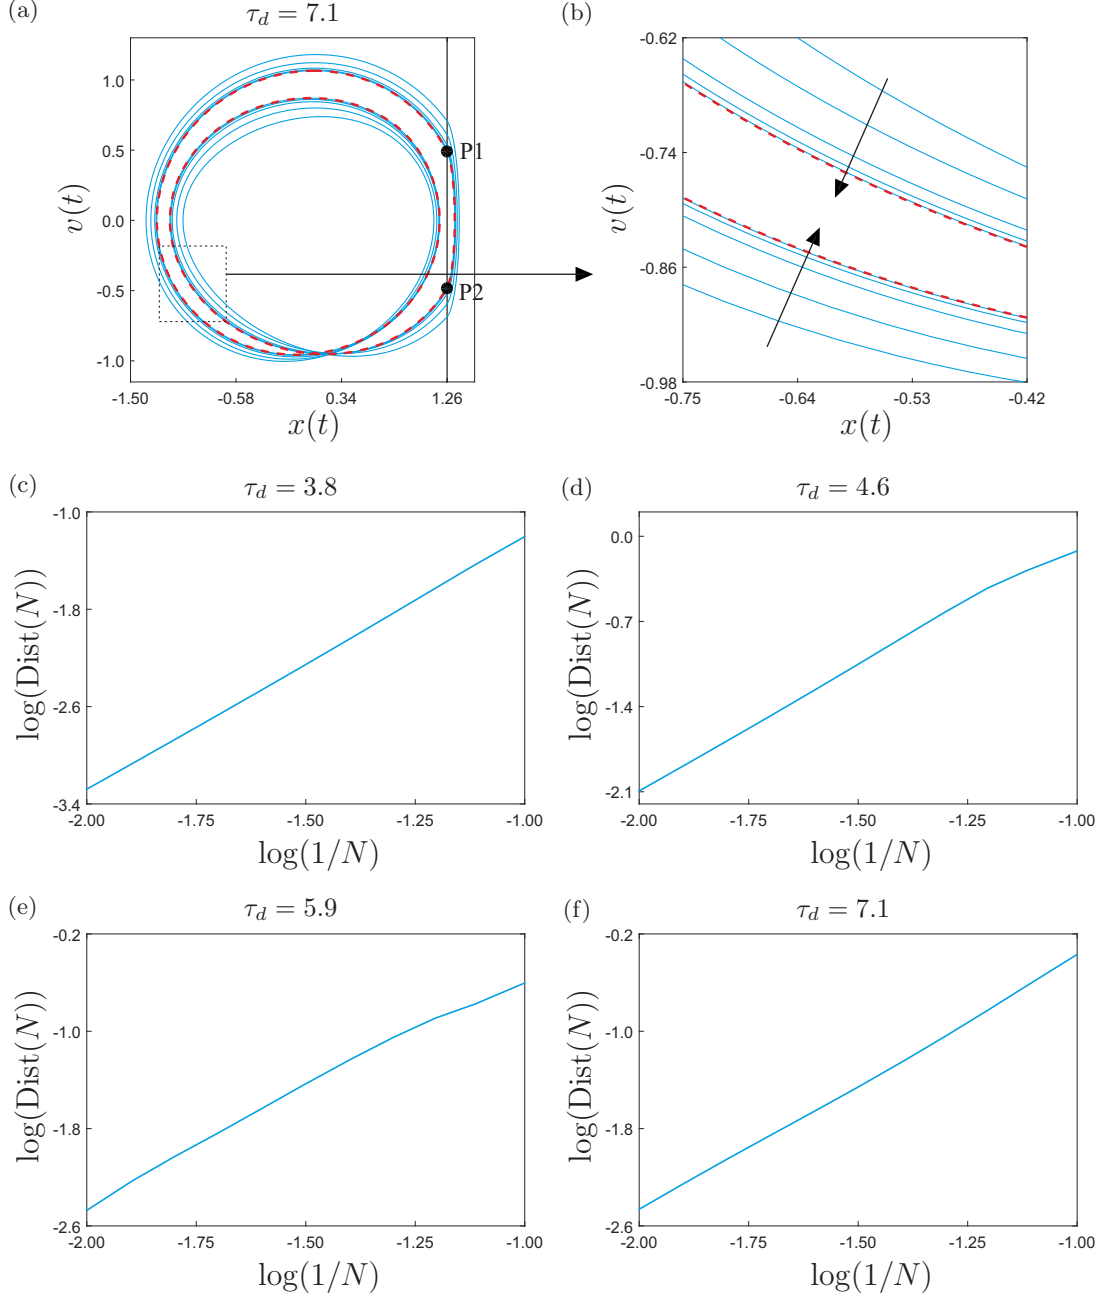 (a)
τ_d = 7.1
1.0
0.5
0.0
-0.5
-1.0
v(t)
P1
P2
-1.50 -0.58 0.34 1.26
x(t)
(b)
-0.62
-0.74
-0.86
-0.98
v(t)
-0.75 -0.64 -0.53 -0.42
x(t)
(c)
τ_d = 3.8
-1.0
-1.8
-2.6
-3.4
log(Dist(N))
-2.00 -1.75 -1.50 -1.25 -1.00
log(1/N)
(d)
τ_d = 4.6
0.0
-0.7
-1.4
-2.1
log(Dist(N))
-2.00 -1.75 -1.50 -1.25 -1.00
log(1/N)
(e)
τ_d = 5.9
-0.2
-1.0
-1.8
-2.6
log(Dist(N))
-2.00 -1.75 -1.50 -1.25 -1.00
log(1/N)
(f)
τ_d = 7.1
-0.2
-1.0
-1.8
-2.6
log(Dist(N))
-2.00 -1.75 -1.50 -1.25 -1.00
log(1/N)